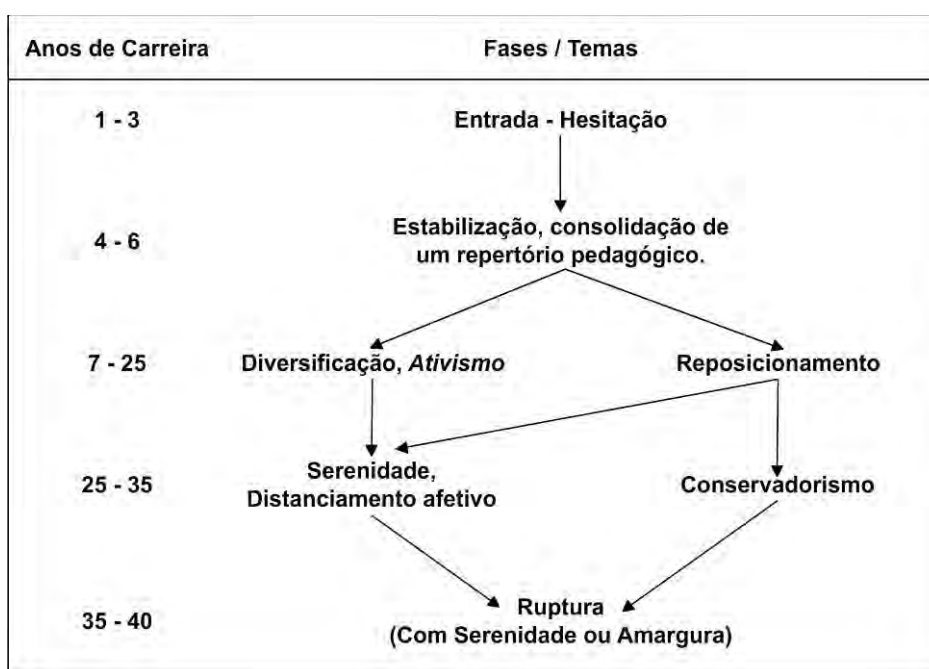 Anos de Carreira Fases / Temas
1 - 3 Entrada - Hesitação
Estabilização, consolidação de
4 - 6
um repertório pedagógico.
7 - 25 Diversificação, Ativismo Reposicionamento
Serenidade,
25 - 35 Conservadorismo
Distanciamento afetivo
Ruptura
35 - 40
(Com Serenidade ou Amargura)